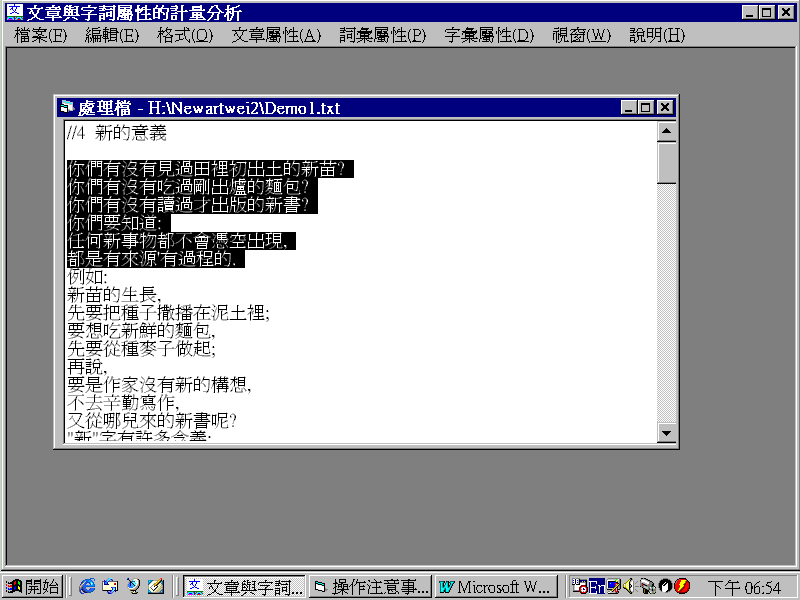 文章與字詞屬性的計量分析
檔案(F) 編輯(E) 格式(O) 文章屬性(A) 詞彙屬性(P) 字彙屬性(D) 視窗(W) 說明(H)
處理檔 - H:\Newartwei2\Demo1.txt
//4 新的意義
你們有沒有見過田裡初出土的新苗?
你們有沒有吃過剛出爐的麵包?
你們有沒有讀過才出版的新書?
你們要知道:
任何新事物都不會憑空出現,
都是有來源'有過程的.
例如:
新苗的生長,
先要把種子撒播在泥土裡;
要想吃新鮮的麵包,
先要從種麥子做起;
再說,
要是作家沒有新的構想,
不去辛勤寫作,
又從哪兒來的新書呢?
"新"字有許多含義:
開始 文 文章與字詞... 操作注意事... Microsoft W... En 下午 06:54